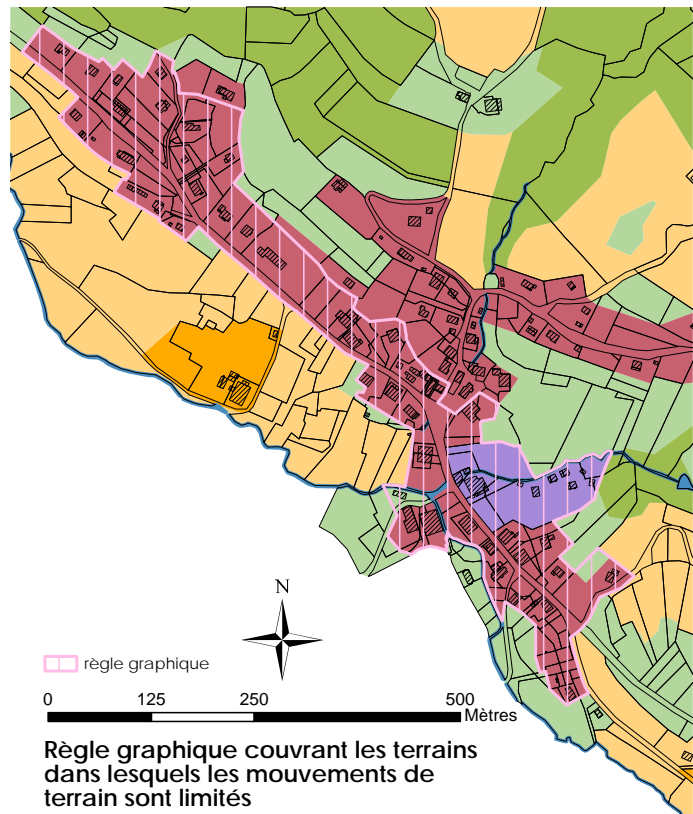 N
règle graphique
0 125 250 500
Mètres
Règle graphique couvrant les terrains
dans lesquels les mouvements de
terrain sont limités